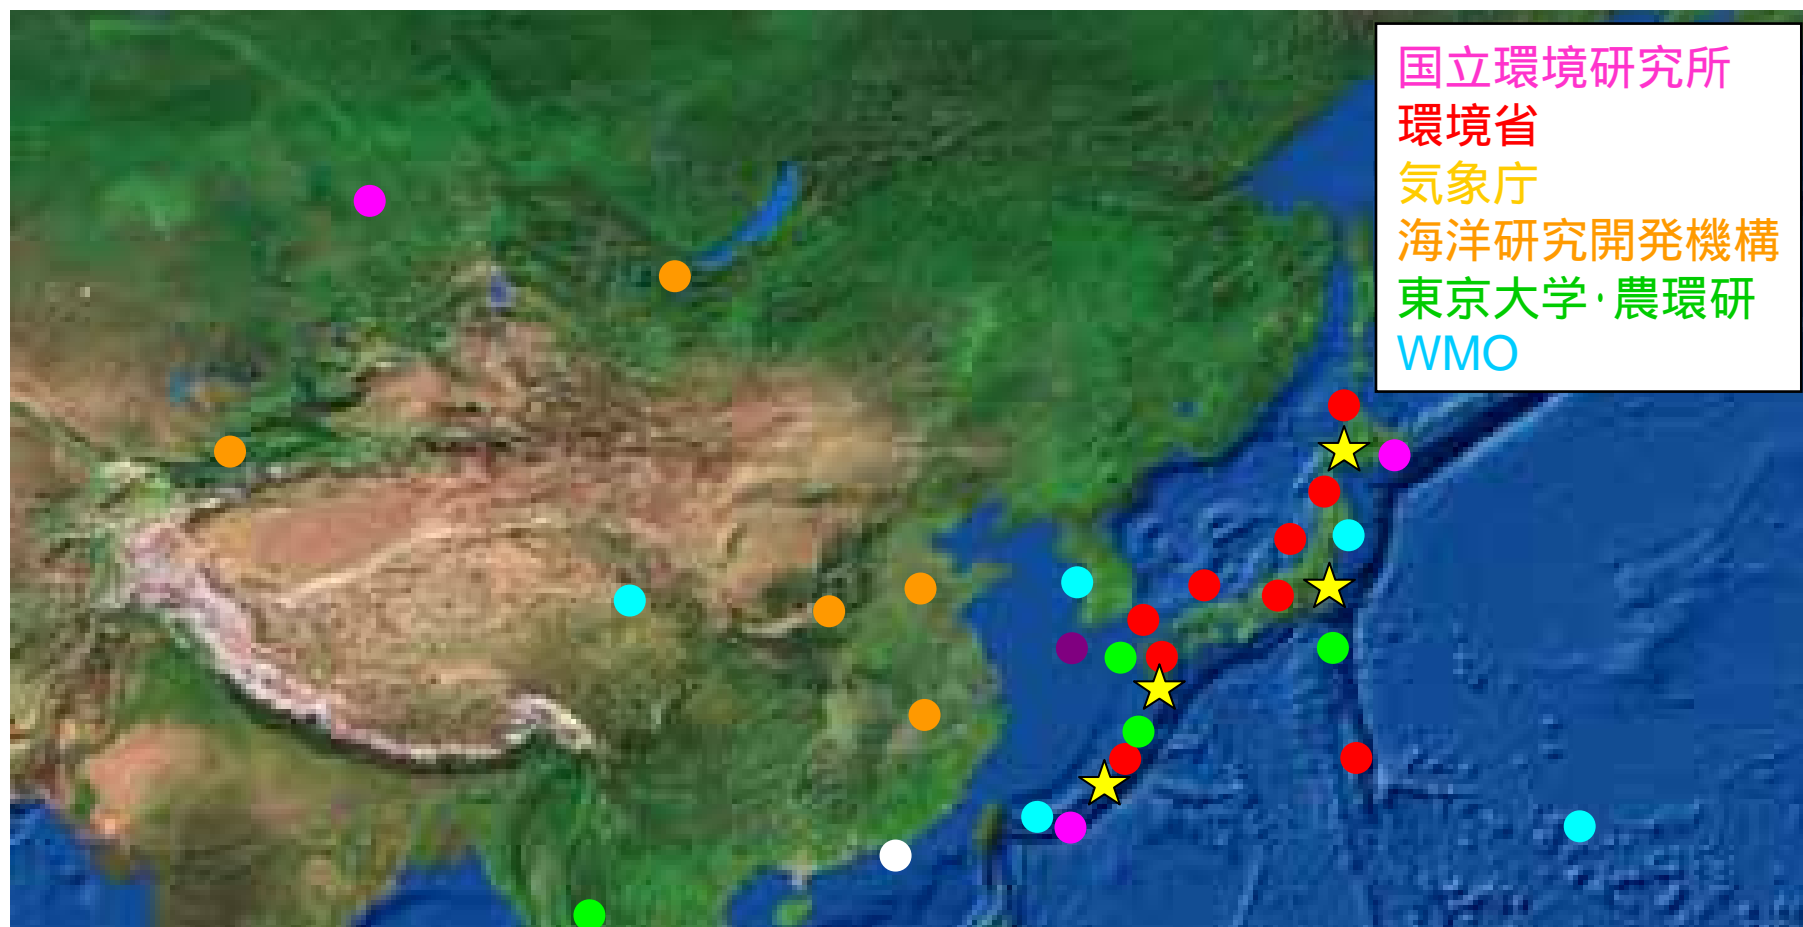 国立環境研究所
環境省
気象庁
海洋研究開発機構
東京大学·農環研
WMO